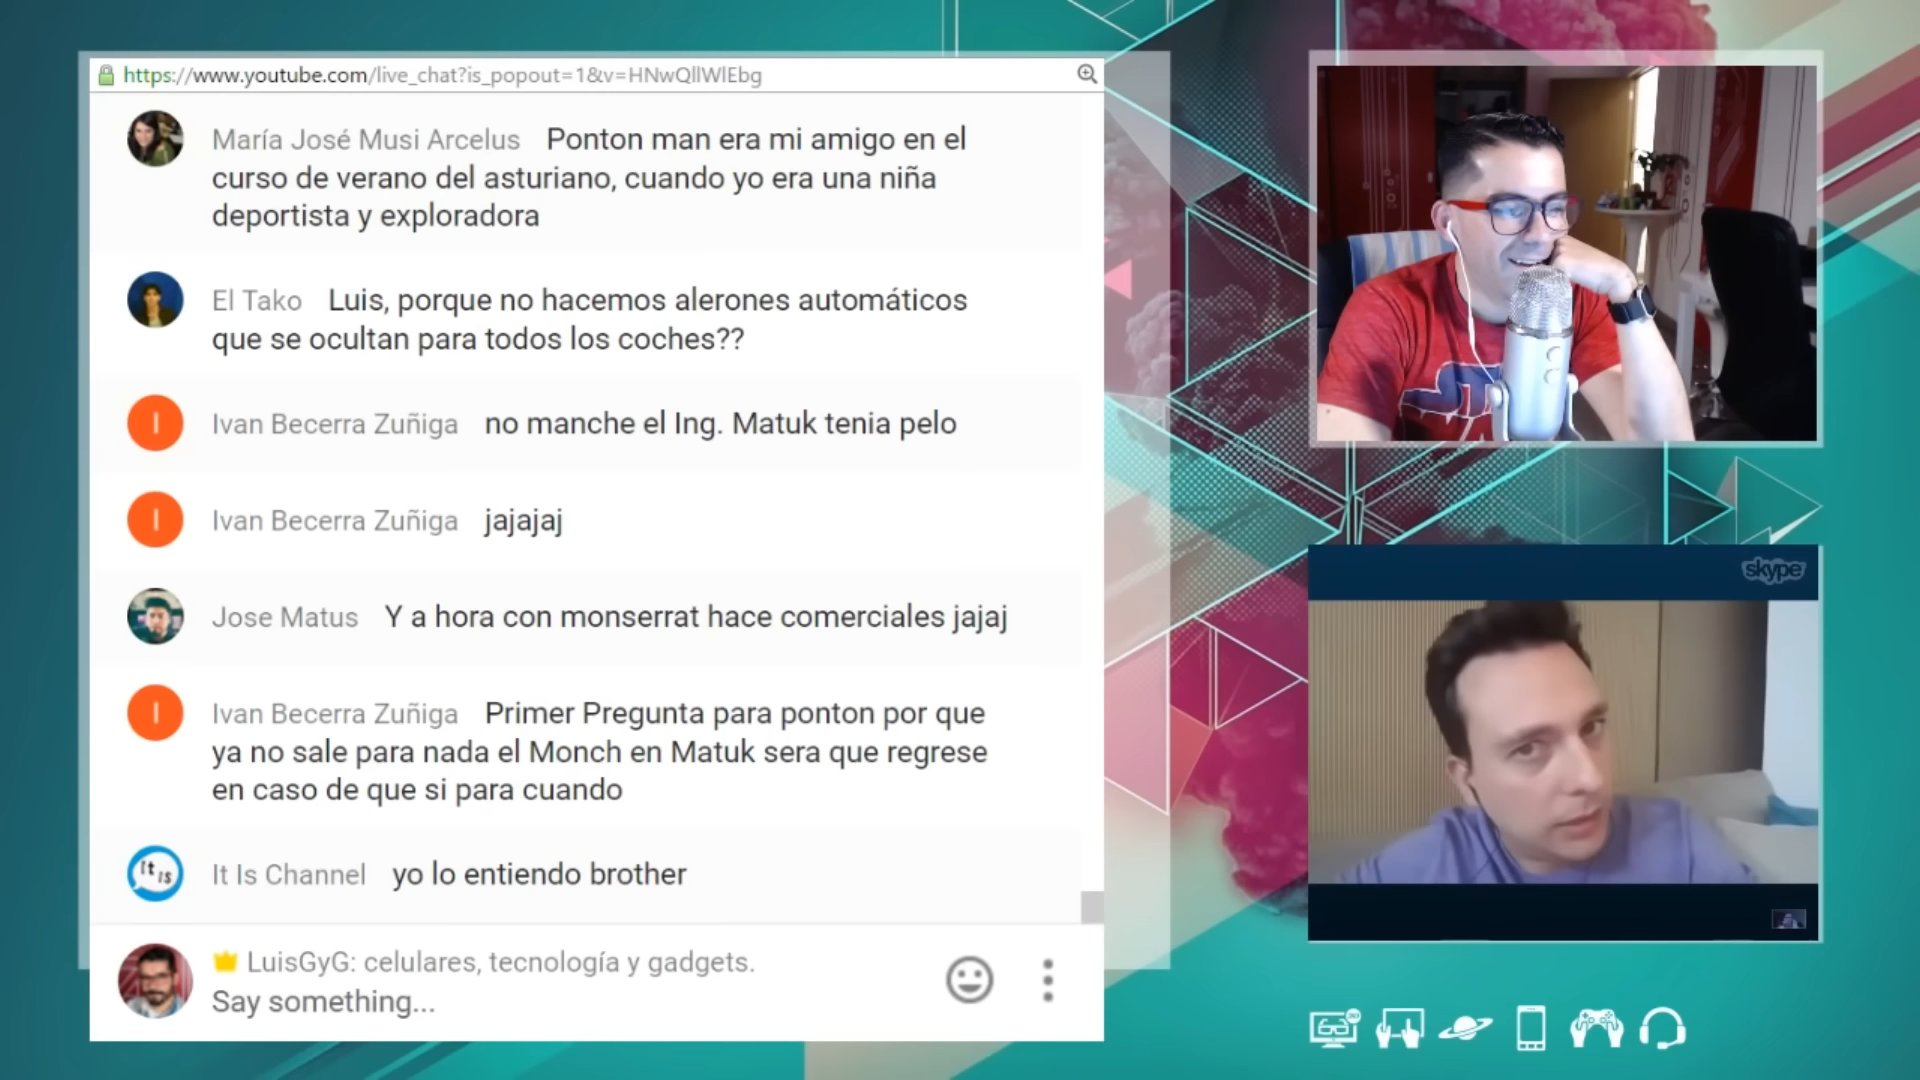 https://www.youtube.com/live_chat?is_popout=1&v=HNwQllWlEbg
María José Musi Arcelus Ponton man era mi amigo en el
curso de verano del asturiano, cuando yo era una niña
deportista y exploradora
El Tako Luis, porque no hacemos alerones automáticos
que se ocultan para todos los coches??
I Ivan Becerra Zuñiga no manche el Ing. Matuk tenia pelo
I Ivan Becerra Zuñiga jajajaj
Jose Matus Y a hora con monserrat hace comerciales jajaj
I Ivan Becerra Zuñiga Primer Pregunta para ponton por que
ya no sale para nada el Monch en Matuk sera que regrese
en caso de que si para cuando
It Is It Is Channel yo lo entiendo brother
LuisGyG: celulares, tecnología y gadgets.
Say something...
skype